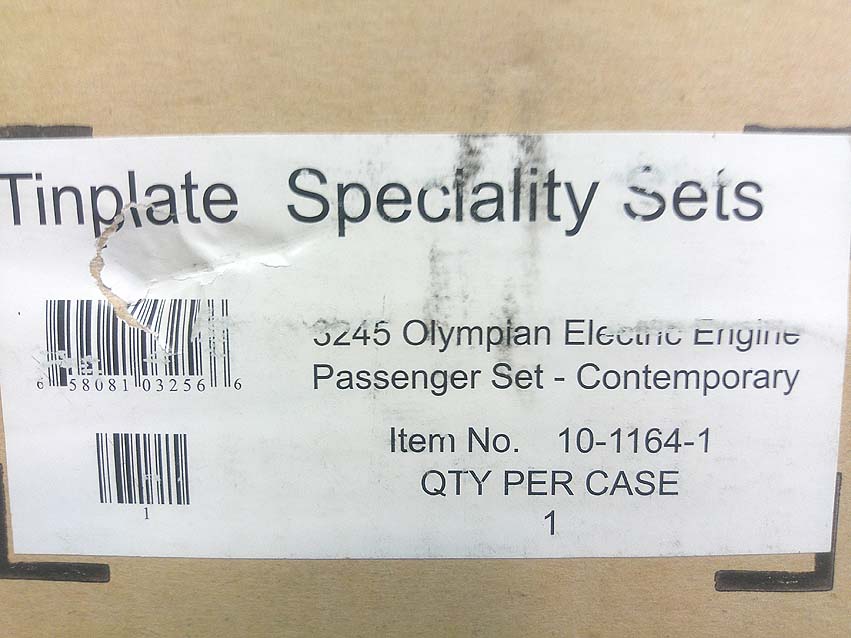 Tinplate Speciality Sets
3245 Olympian Electric Engine
Passenger Set - Contemporary
6 58081 03256 6
Item No. 10-1164-1
QTY PER CASE
1
1